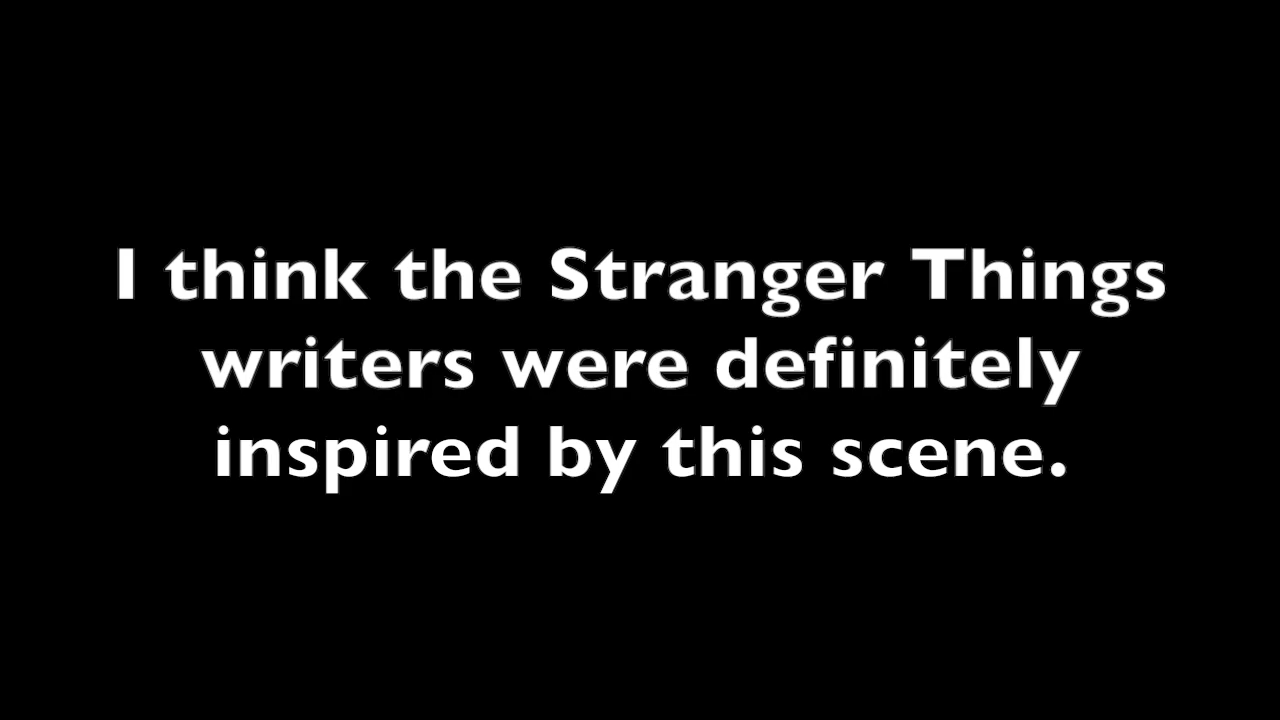 I think the Stranger Things
writers were definitely
inspired by this scene.